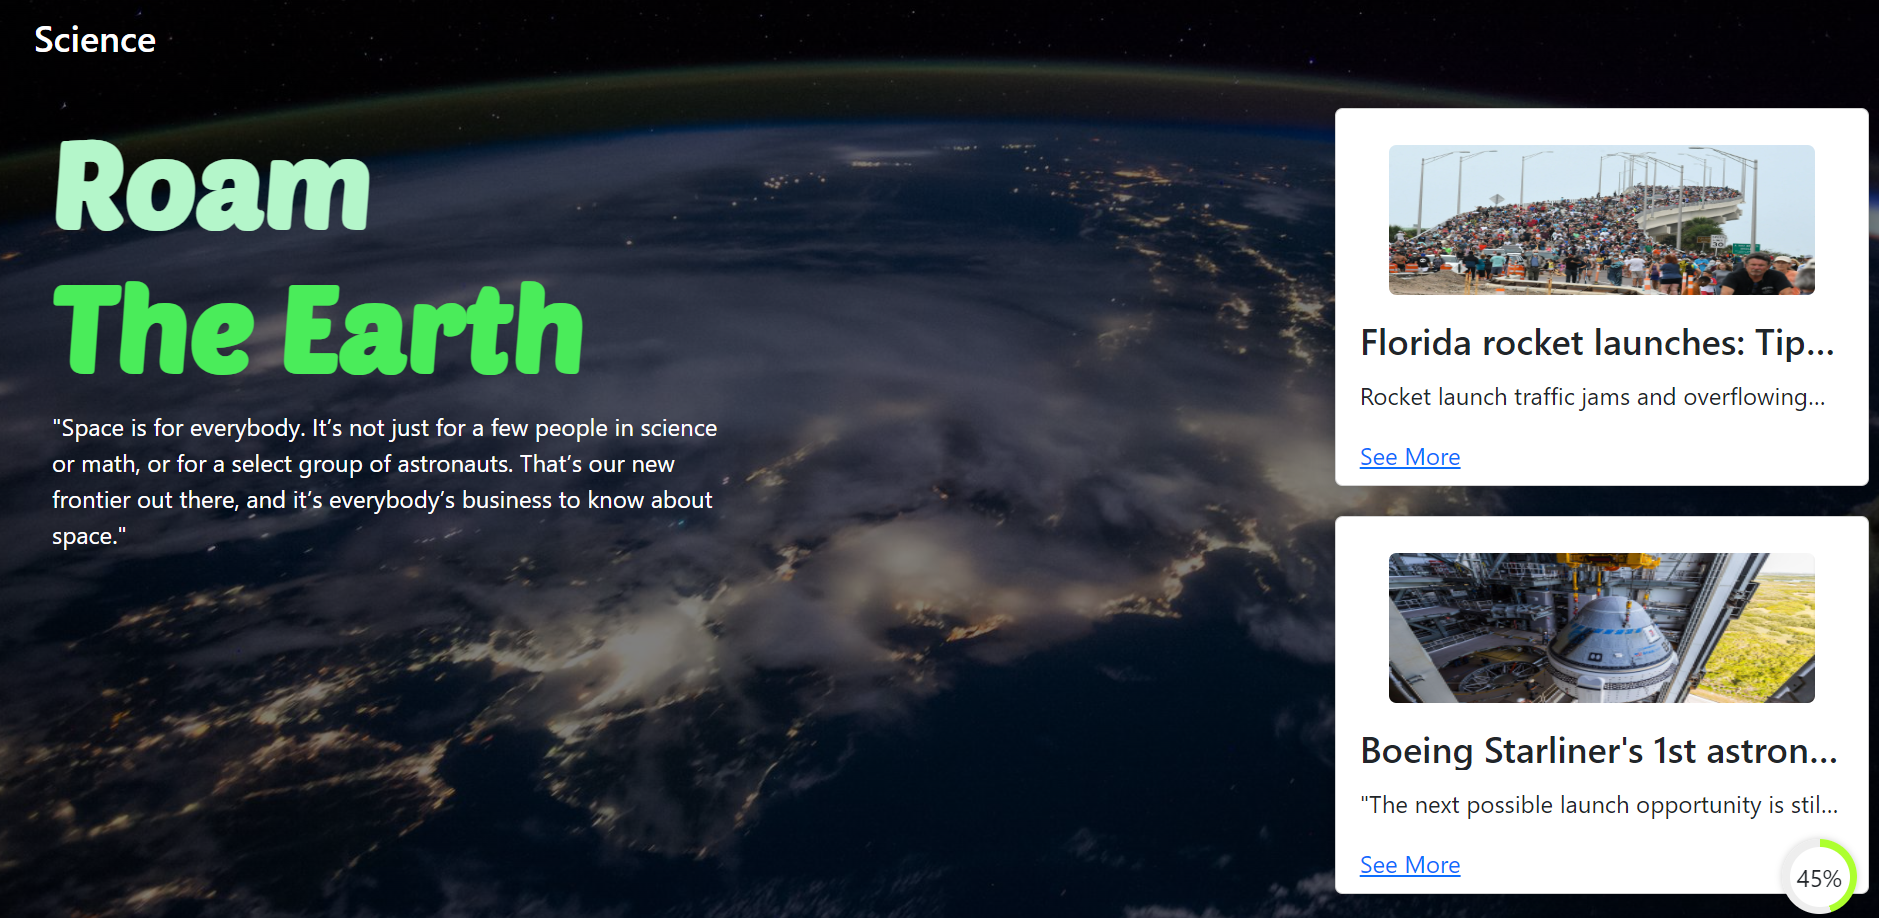 Science
Roam
The Earth
"Space is for everybody. It’s not just for a few people in science
or math, or for a select group of astronauts. That’s our new
frontier out there, and it’s everybody’s business to know about
space."
Florida rocket launches: Tip...
Rocket launch traffic jams and overflowing...
See More
Boeing Starliner's 1st astron...
"The next possible launch opportunity is stil...
See More
45%